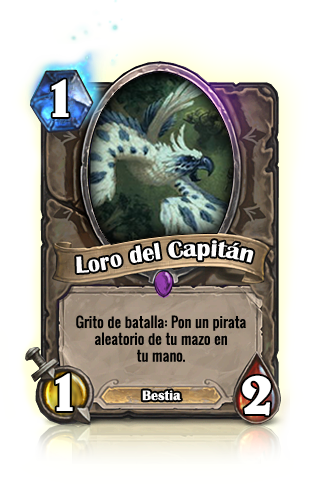 1
Loro del Capitán
Grito de batalla: Pon un pirata
aleatorio de tu mazo en
tu mano.
1
Bestia
2